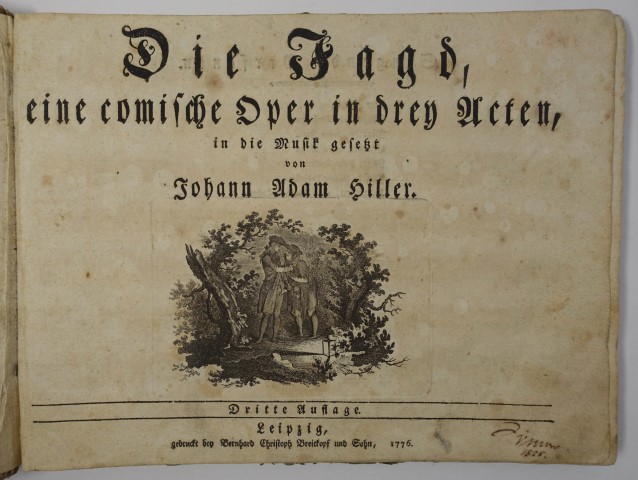 Die Jagd,
eine comische Oper in drey Acten,
in die Musik gesetzt
von
Johann Adam Hiller.
Dritte Auflage.
Leipzig,
gedruckt bey Bernhard Christoph Breitkopf und Sohn, 1776.